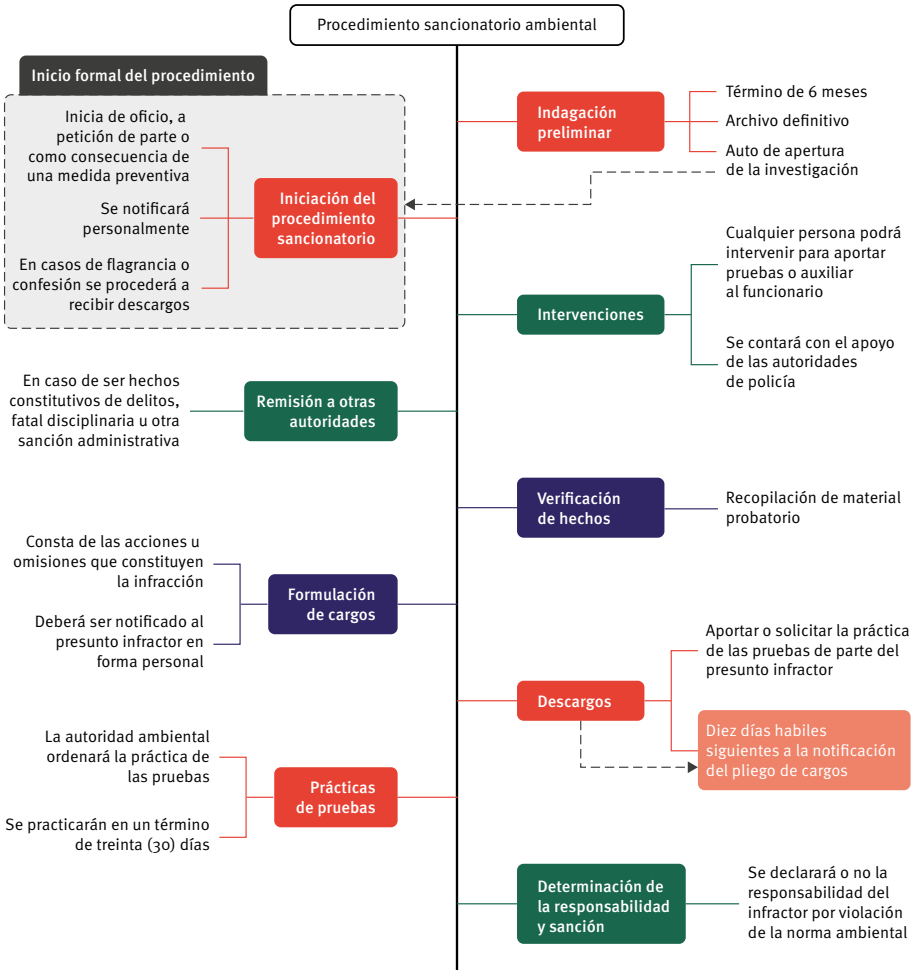 Procedimiento sancionatorio ambiental
Inicio formal del procedimiento
Inicia de oficio, a
petición de parte o
como consecuencia de
una medida preventiva
Se notificará
personalmente
En casos de flagrancia o
confesión se procederá a
recibir descargos
Iniciación del
procedimiento
sancionatorio
Indagación
preliminar
Término de 6 meses
Archivo definitivo
Auto de apertura
de la investigación
Intervenciones
Cualquier persona podrá
intervenir para aportar
pruebas o auxiliar
al funcionario
Se contará con el apoyo
de las autoridades
de policía
En caso de ser hechos
constitutivos de delitos,
fatal disciplinaria u otra
sanción administrativa
Remisión a otras
autoridades
Verificación
de hechos
Recopilación de material
probatorio
Consta de las acciones u
omisiones que constituyen
la infracción
Deberá ser notificado al
presunto infractor en
forma personal
Formulación
de cargos
Descargos
Aportar o solicitar la práctica
de las pruebas de parte del
presunto infractor
Diez días habiles
siguientes a la notificación
del pliego de cargos
La autoridad ambiental
ordenará la práctica de
las pruebas
Se practicarán en un término
de treinta (30) días
Prácticas
de pruebas
Determinación de
la responsabilidad
y sanción
Se declarará o no la
responsabilidad del
infractor por violación
de la norma ambiental